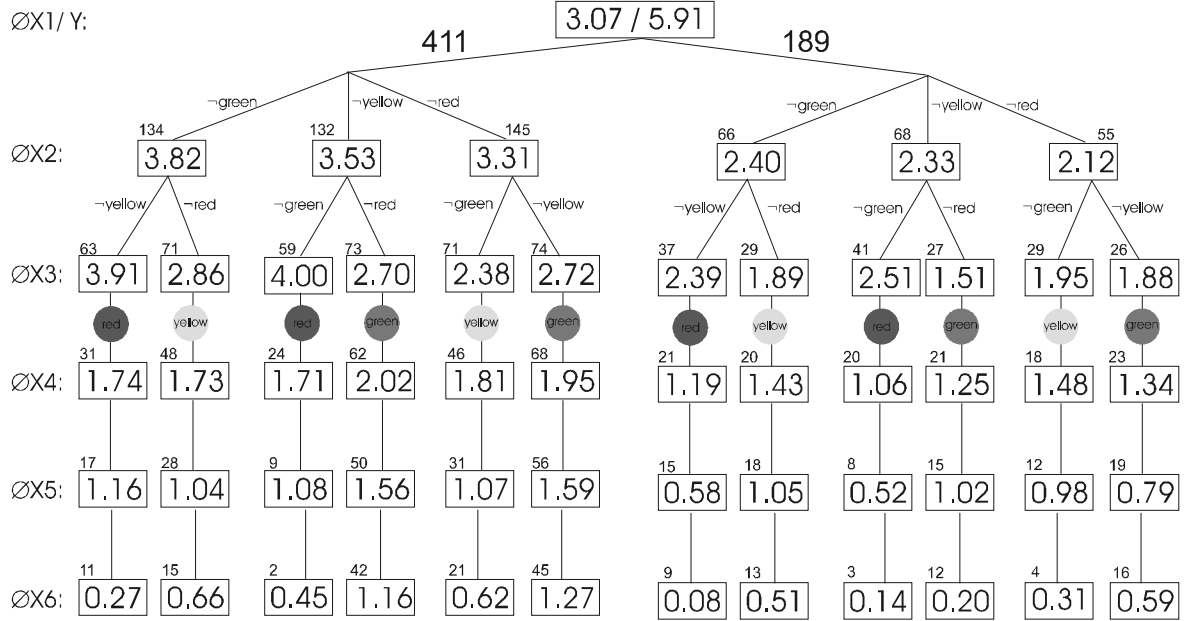 ØX1/ Y: 3.07 / 5.91
411 189
¬green ¬yellow ¬red ¬green ¬yellow ¬red
134 132 145 66 68 55
ØX2: 3.82 3.53 3.31 2.40 2.33 2.12
¬yellow ¬red ¬green ¬red ¬green ¬yellow ¬yellow ¬red ¬green ¬red ¬green ¬yellow
63 71 59 73 71 74 37 29 41 27 29 26
ØX3: 3.91 2.86 4.00 2.70 2.38 2.72 2.39 1.89 2.51 1.51 1.95 1.88
red yellow red green yellow green red yellow red green yellow green
31 48 24 62 46 68 21 20 20 21 18 23
ØX4: 1.74 1.73 1.71 2.02 1.81 1.95 1.19 1.43 1.06 1.25 1.48 1.34
17 28 9 50 31 56 15 18 8 15 12 19
ØX5: 1.16 1.04 1.08 1.56 1.07 1.59 0.58 1.05 0.52 1.02 0.98 0.79
11 15 2 42 21 45 9 13 3 12 4 16
ØX6: 0.27 0.66 0.45 1.16 0.62 1.27 0.08 0.51 0.14 0.20 0.31 0.59